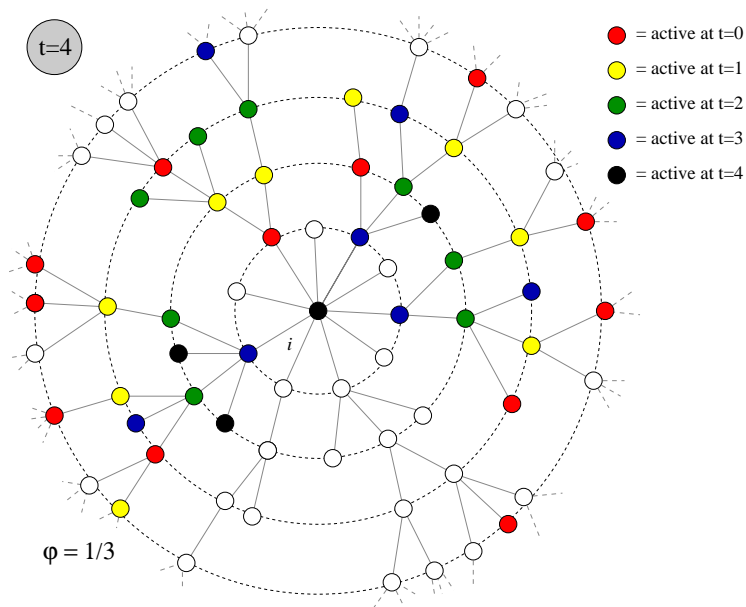 t=4
= active at t=0
= active at t=1
= active at t=2
= active at t=3
= active at t=4
i
φ = 1/3